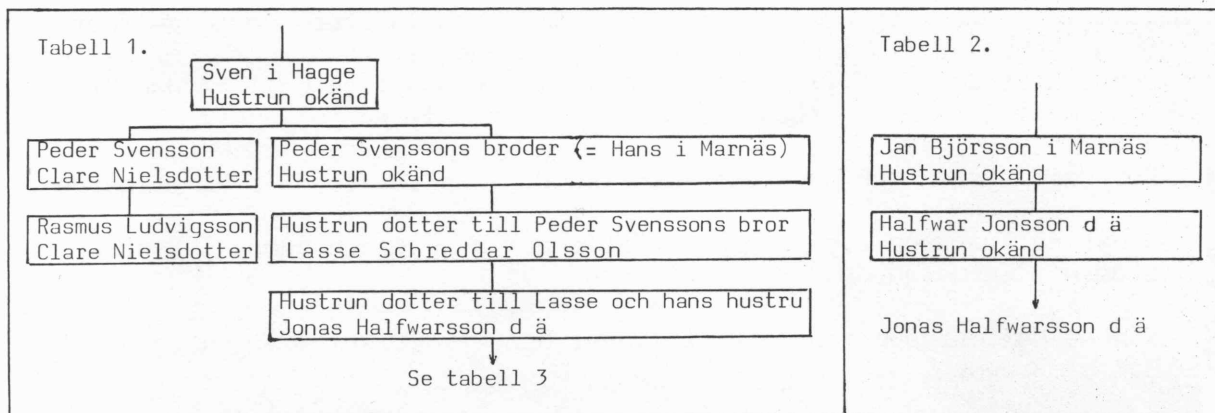 Tabell 1.
Sven i Hagge
Hustrun okänd
Peder Svensson
Clare Nielsdotter
Peder Svenssons broder (= Hans i Marnäs)
Hustrun okänd
Rasmus Ludvigsson
Clare Nielsdotter
Hustrun dotter till Peder Svenssons bror
Lasse Schreddar Olsson
Hustrun dotter till Lasse och hans hustru
Jonas Halfwarsson d ä
Se tabell 3
Tabell 2.
Jan Björsson i Marnäs
Hustrun okänd
Halfwar Jonsson d ä
Hustrun okänd
Jonas Halfwarsson d ä